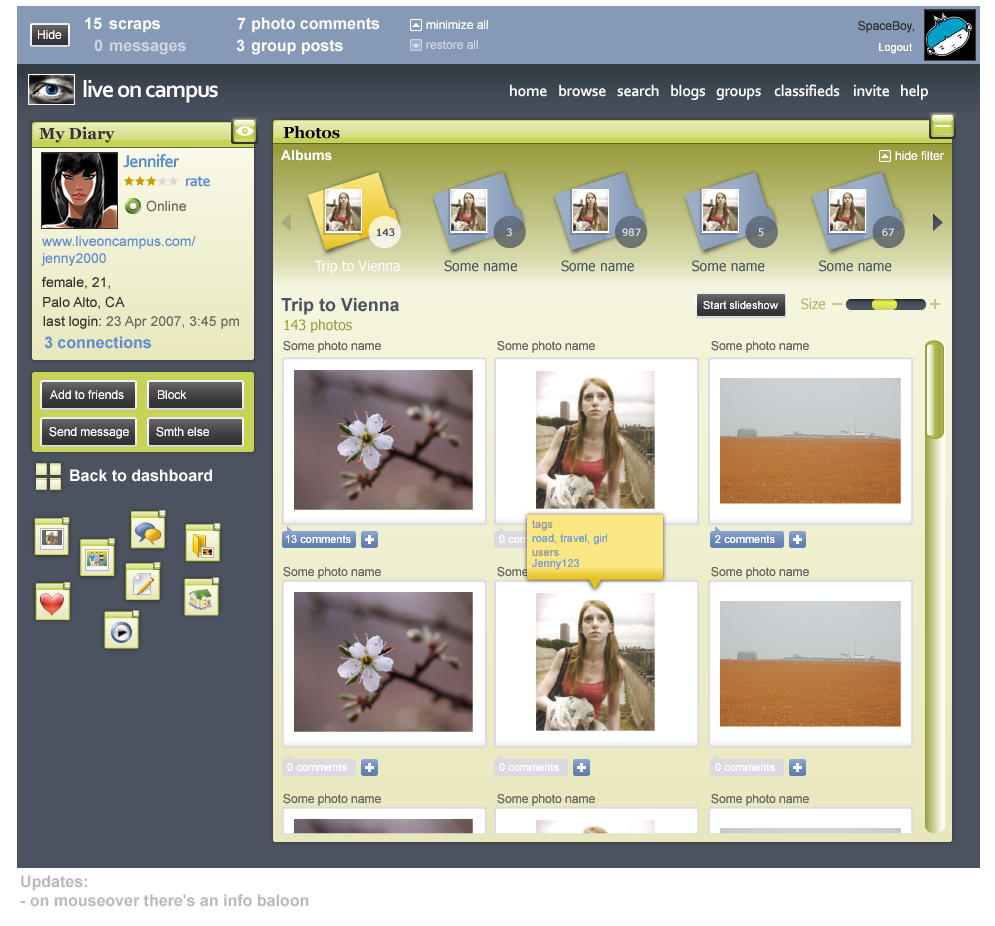 Hide
15 scraps
0 messages
7 photo comments
3 group posts
minimize all
restore all
SpaceBoy,
Logout
live on campus
home browse search blogs groups classifieds invite help
My Diary
Jennifer
rate
Online
www.liveoncampus.com/
jenny2000
female, 21,
Palo Alto, CA
last login: 23 Apr 2007, 3:45 pm
3 connections
Add to friends
Block
Send message
Smth else
Back to dashboard
Photos
Albums
hide filter
143
3
987
5
67
Trip to Vienna
Some name
Some name
Some name
Some name
Trip to Vienna
143 photos
Start slideshow
Size
Some photo name
Some photo name
Some photo name
13 comments
0 con
2 comments
tags
road, travel, girl
users
Jenny123
Some photo name
Some
Some photo name
0 comments
0 comments
0 comments
Some photo name
Some photo name
Some photo name
Updates:
- on mouseover there's an info baloon